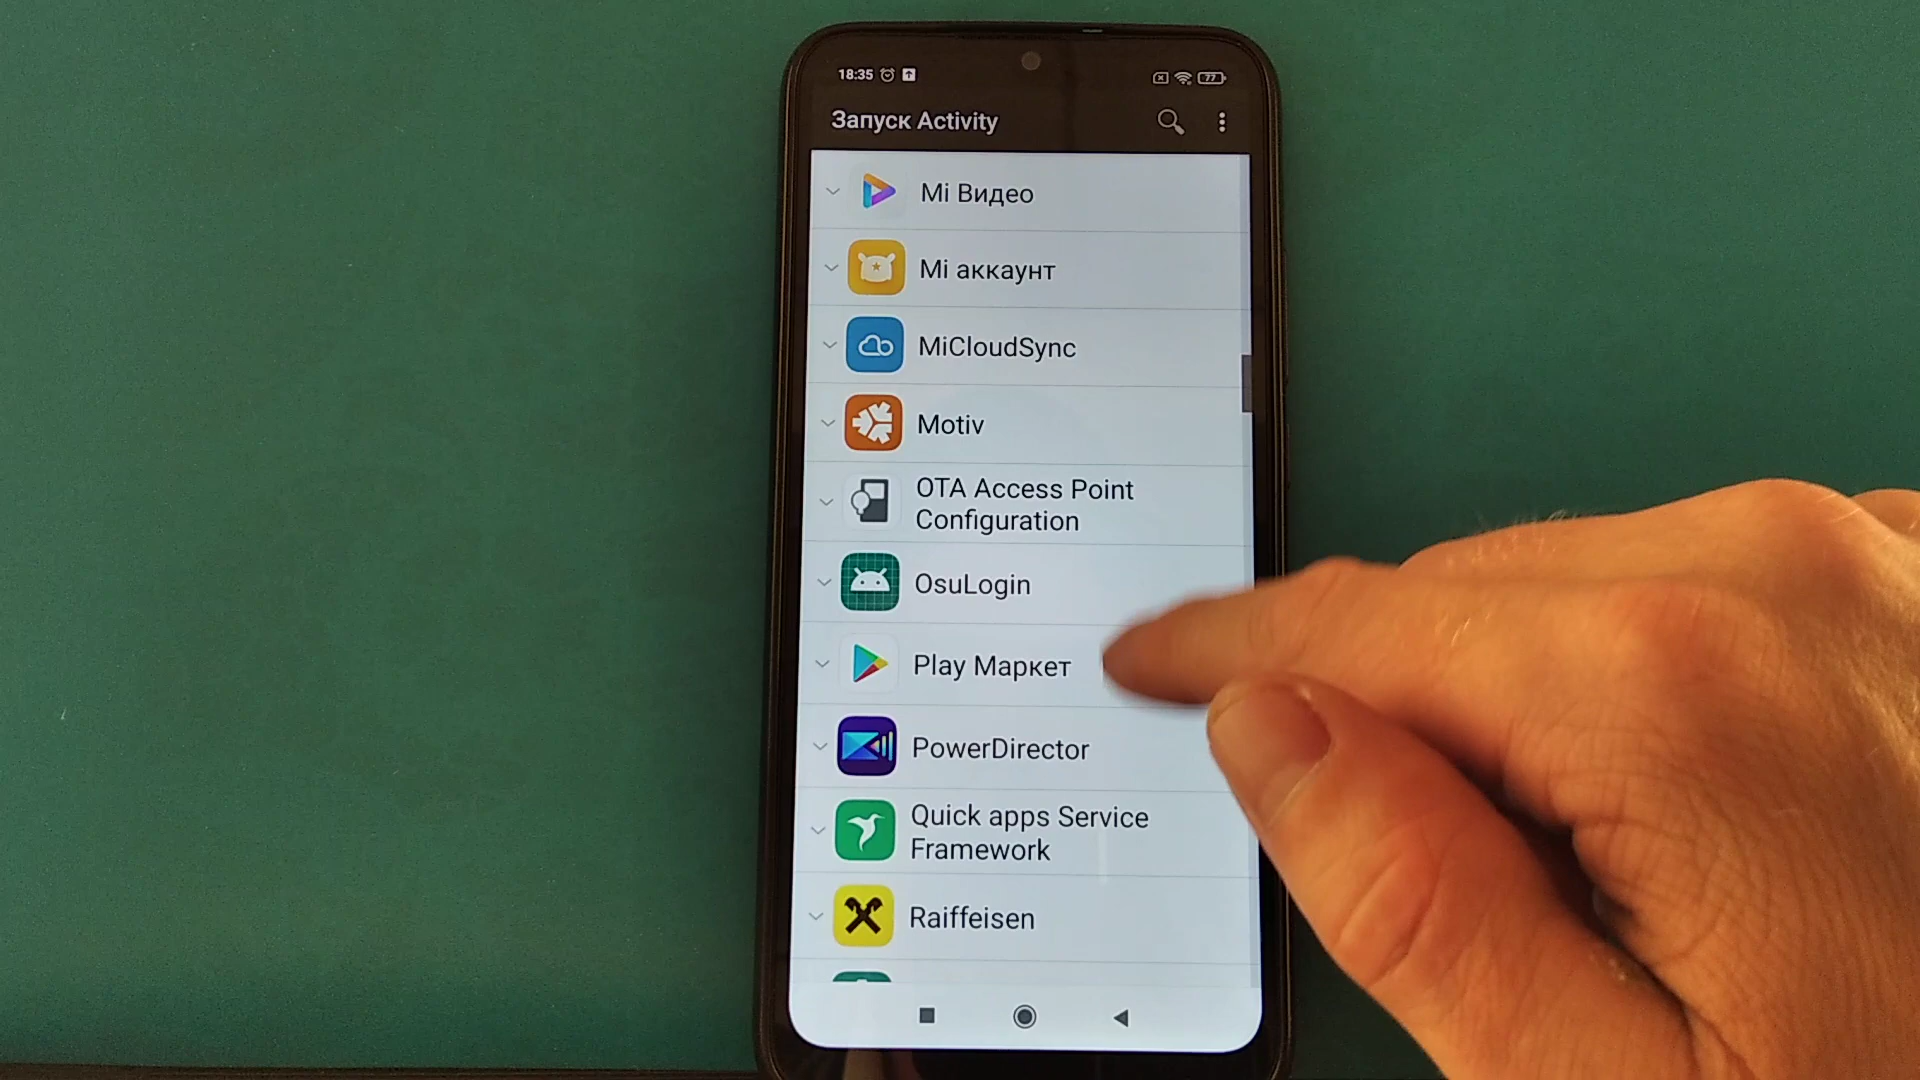 18:35
77
Запуск Activity
Mi Видео
Mi аккаунт
MiCloudSync
Motiv
OTA Access Point
Configuration
OsuLogin
Play Маркет
PowerDirector
Quick apps Service
Framework
Raiffeisen